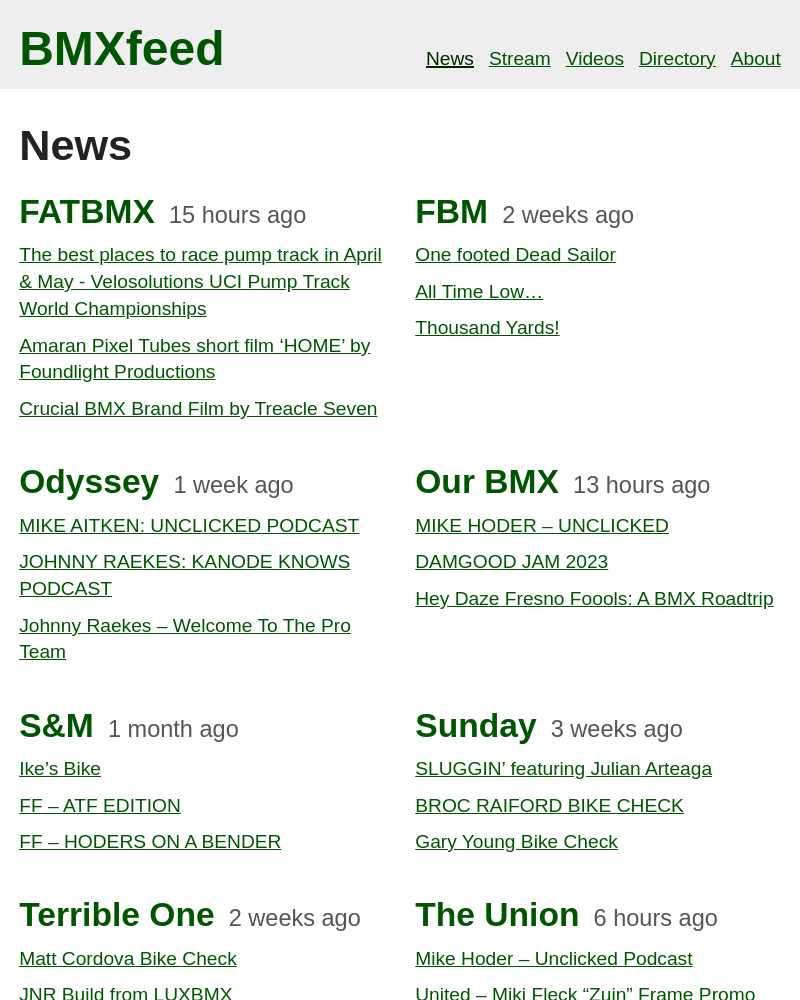 BMXfeed
News Stream Videos Directory About
News
FATBMX 15 hours ago
The best places to race pump track in April
& May - Velosolutions UCI Pump Track
World Championships
Amaran Pixel Tubes short film ‘HOME’ by
Foundlight Productions
Crucial BMX Brand Film by Treacle Seven
FBM 2 weeks ago
One footed Dead Sailor
All Time Low…
Thousand Yards!
Odyssey 1 week ago
MIKE AITKEN: UNCLICKED PODCAST
JOHNNY RAEKES: KANODE KNOWS
PODCAST
Johnny Raekes – Welcome To The Pro
Team
Our BMX 13 hours ago
MIKE HODER – UNCLICKED
DAMGOOD JAM 2023
Hey Daze Fresno Foools: A BMX Roadtrip
S&M 1 month ago
Ike’s Bike
FF – ATF EDITION
FF – HODERS ON A BENDER
Sunday 3 weeks ago
SLUGGIN’ featuring Julian Arteaga
BROC RAIFORD BIKE CHECK
Gary Young Bike Check
Terrible One 2 weeks ago
Matt Cordova Bike Check
JNR Build from LUXBMX
The Union 6 hours ago
Mike Hoder – Unclicked Podcast
United – Miki Fleck “Zuin” Frame Promo